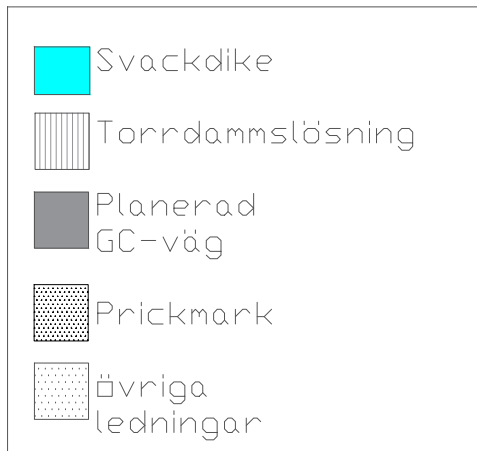 Svackdike
Torrdammslösning
Planerad
GC-väg
Prickmark
övriga
ledningar